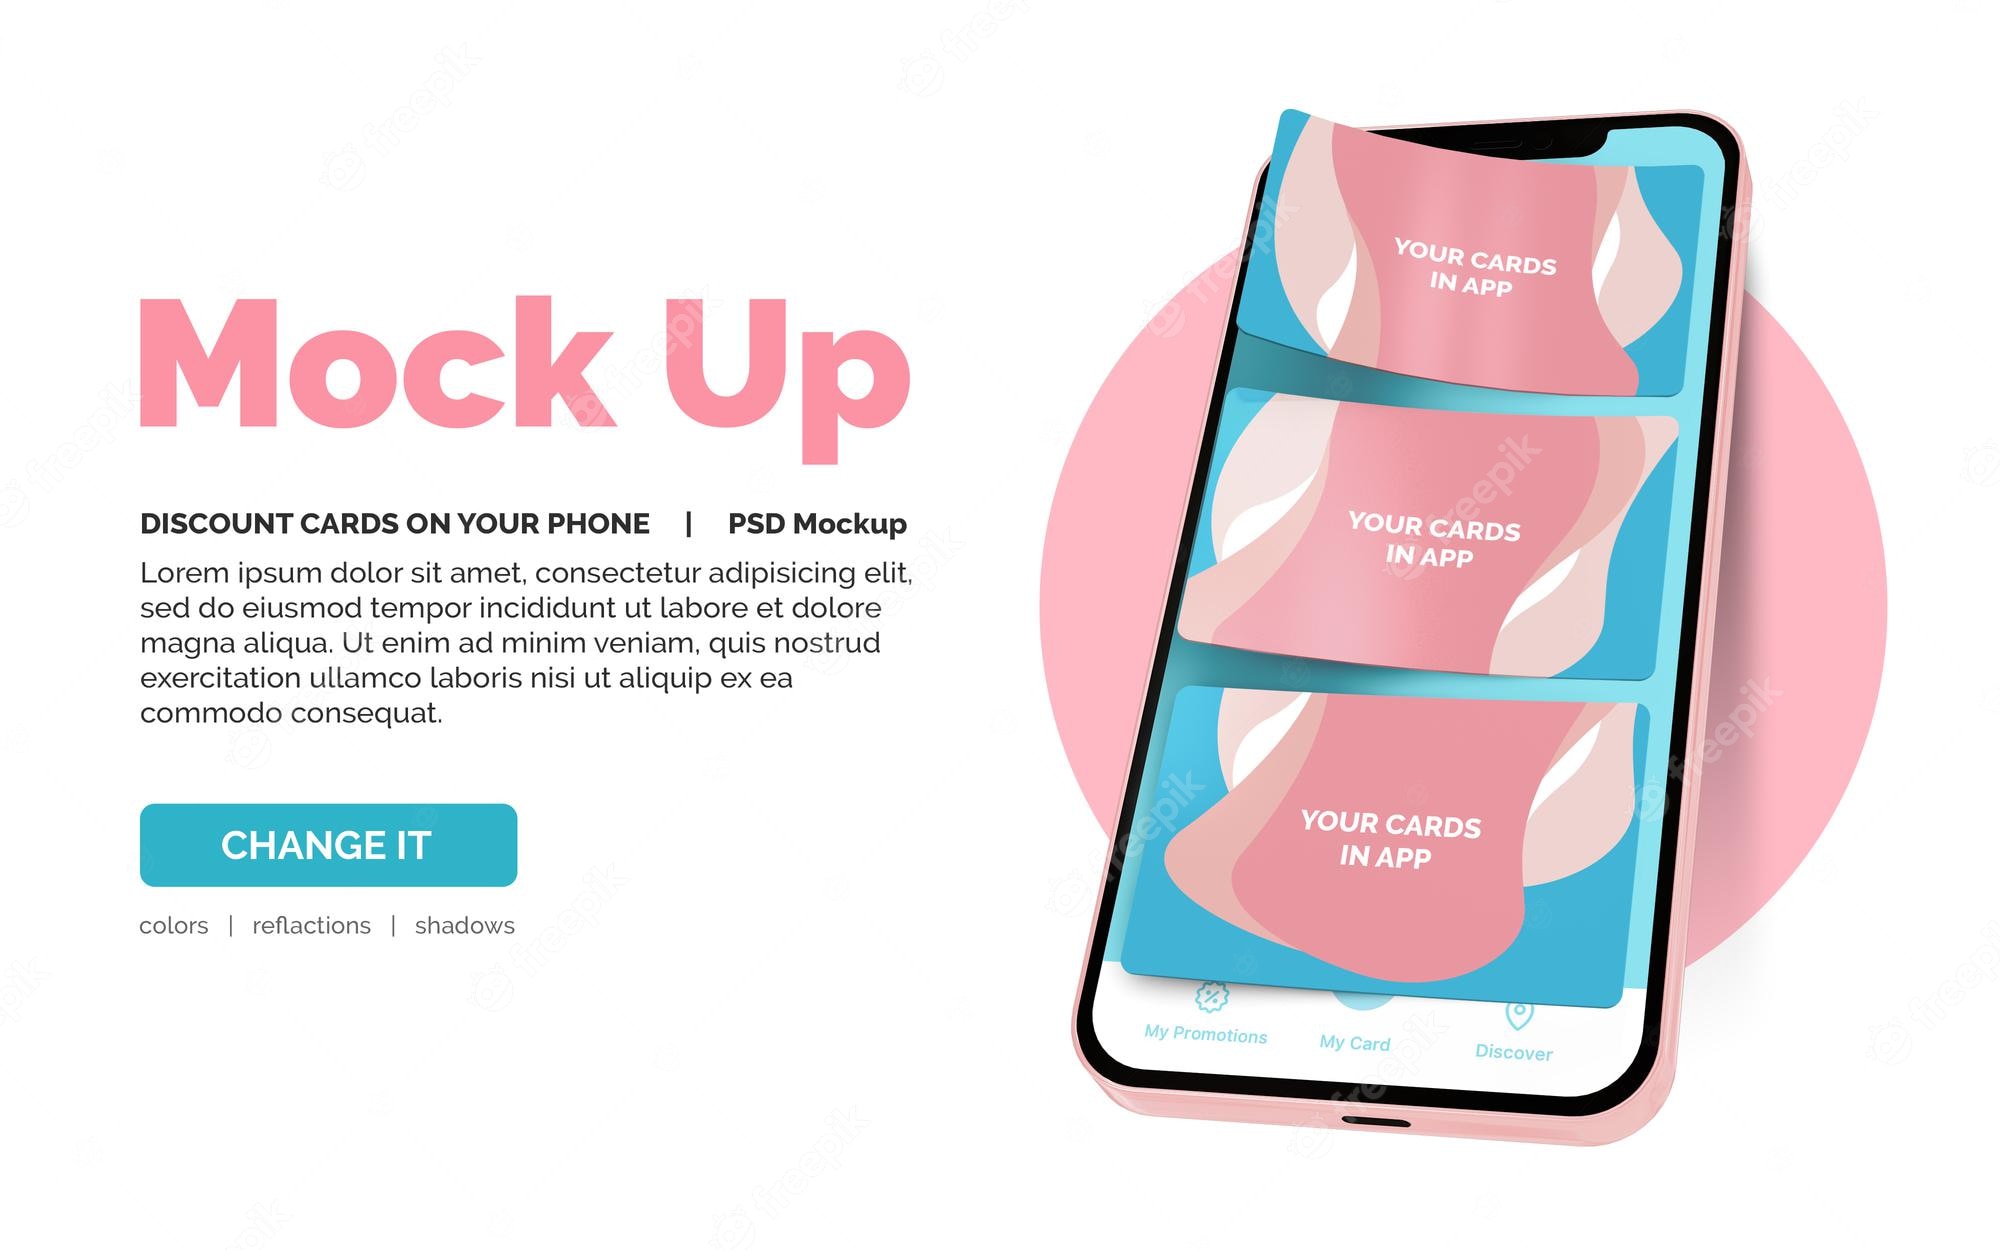 Mock Up
DISCOUNT CARDS ON YOUR PHONE | PSD Mockup
Lorem ipsum dolor sit amet, consectetur adipisicing elit,
sed do eiusmod tempor incididunt ut labore et dolore
magna aliqua. Ut enim ad minim veniam, quis nostrud
exercitation ullamco laboris nisi ut aliquip ex ea
commodo consequat.
CHANGE IT
colors | reflactions | shadows
YOUR CARDS
IN APP
YOUR CARDS
IN APP
YOUR CARDS
IN APP
My Promotions
My Card
Discover
freepik